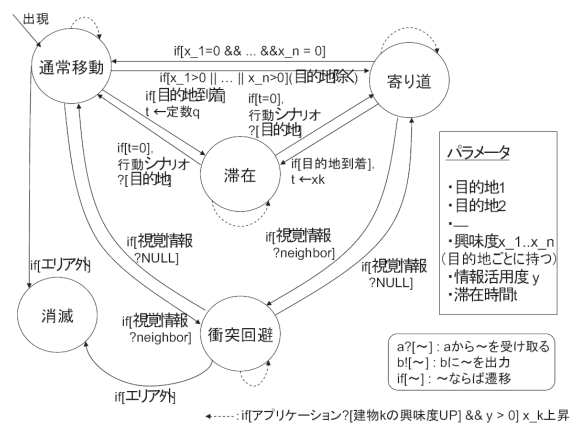 出現
通常移動
if[x_1=0 && ... &&x_n = 0]
if[x_1>0 || ... || x_n>0](目的地除く)
寄り道
if[目的地到着]
t ←定数q
if[t=0],
行動シナリオ
?[目的地]
if[t=0],
行動シナリオ
?[目的地]
滞在
if[目的地到着],
t ←xk
パラメータ
・目的地1
・目的地2
・―
・興味度x_1..x_n
(目的地ごとに持つ)
・情報活用度 y
・滞在時間t
if[視覚情報
?NULL]
if[視覚情報
?neighbor]
if[視覚情報
?NULL]
if[エリア外]
消滅
if[視覚情報
?neighbor]
衝突回避
if[エリア外]
a?[~] : aから~を受け取る
b![~] : bに~を出力
if[~] : ~ならば遷移
: if[アプリケーション?[建物kの興味度UP] && y > 0] x_k上昇